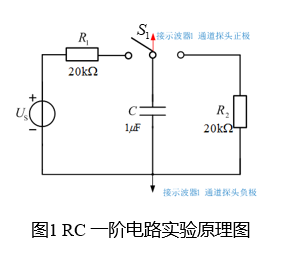 S₁
接示波器1 通道探头正极
R₁
20kΩ
+
U_S
−
C
1μF
R₂
20kΩ
接示波器1 通道探头负极
图1 RC 一阶电路实验原理图